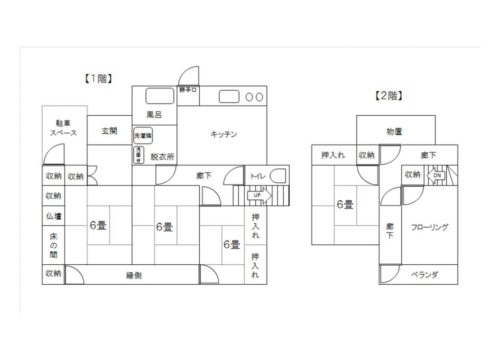 【1階】
【2階】
勝手口
風呂
駐車
スペース
玄関
洗濯機
洗面台
脱衣所
キッチン
物置
収納
収納
廊下
トイレ
UP
押入れ
収納
廊下
収納
DN
収納
仏壇
床の間
収納
6畳
6畳
6畳
押入れ
押入れ
縁側
6畳
廊下
フローリング
ベランダ